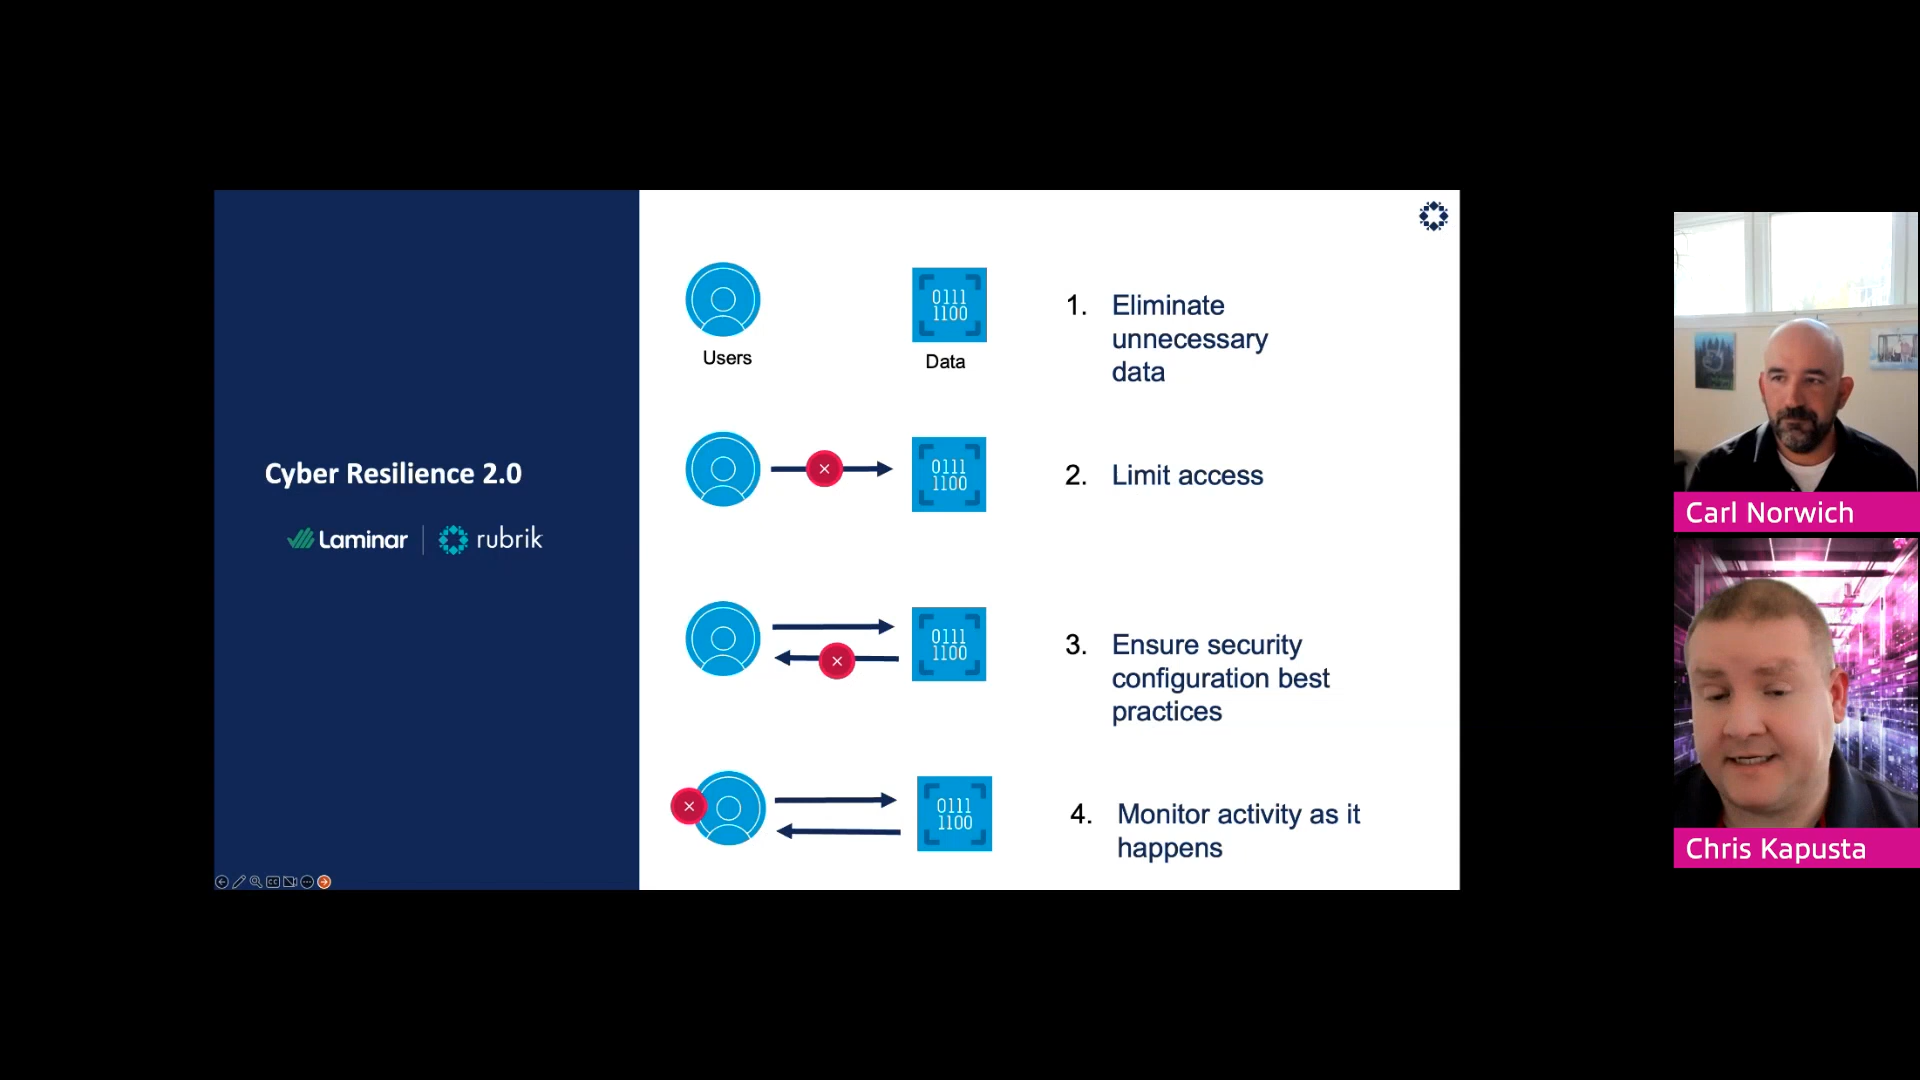 Cyber Resilience 2.0
Laminar | rubrik
Users
Data
0111
1100
1. Eliminate
unnecessary
data
0111
1100
2. Limit access
0111
1100
3. Ensure security
configuration best
practices
0111
1100
4. Monitor activity as it
happens
CC
Carl Norwich
Chris Kapusta